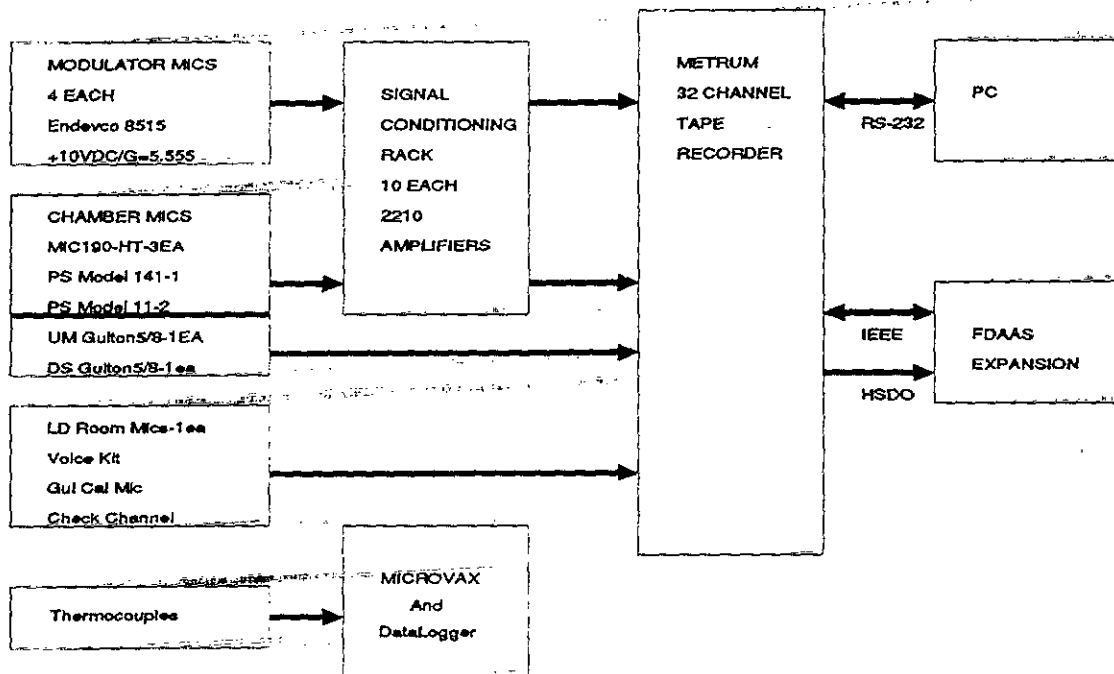 MODULATOR MICS
4 EACH
Endevco 8515
+10VDC/G=5.555
CHAMBER MICS
MIC190-HT-3EA
PS Model 141-1
PS Model 11-2
UM Gulton5/8-1EA
DS Gulton5/8-1ea
LD Room Mics-1ea
Voice Kit
Gul Cal Mic
Check Channel
Thermocouples
SIGNAL
CONDITIONING
RACK
10 EACH
2210
AMPLIFIERS
MICROVAX
And
DataLogger
METRUM
32 CHANNEL
TAPE
RECORDER
RS-232
IEEE
HSDO
PC
FDAAS
EXPANSION